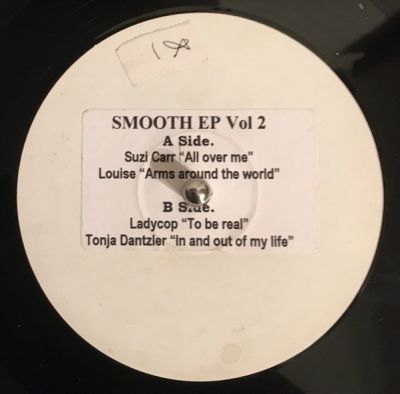 SMOOTH EP Vol 2
A Side.
Suzi Carr "All over me"
Louise "Arms around the world"
B Side.
Ladycop "To be real"
Tonja Dantzler "In and out of my life"